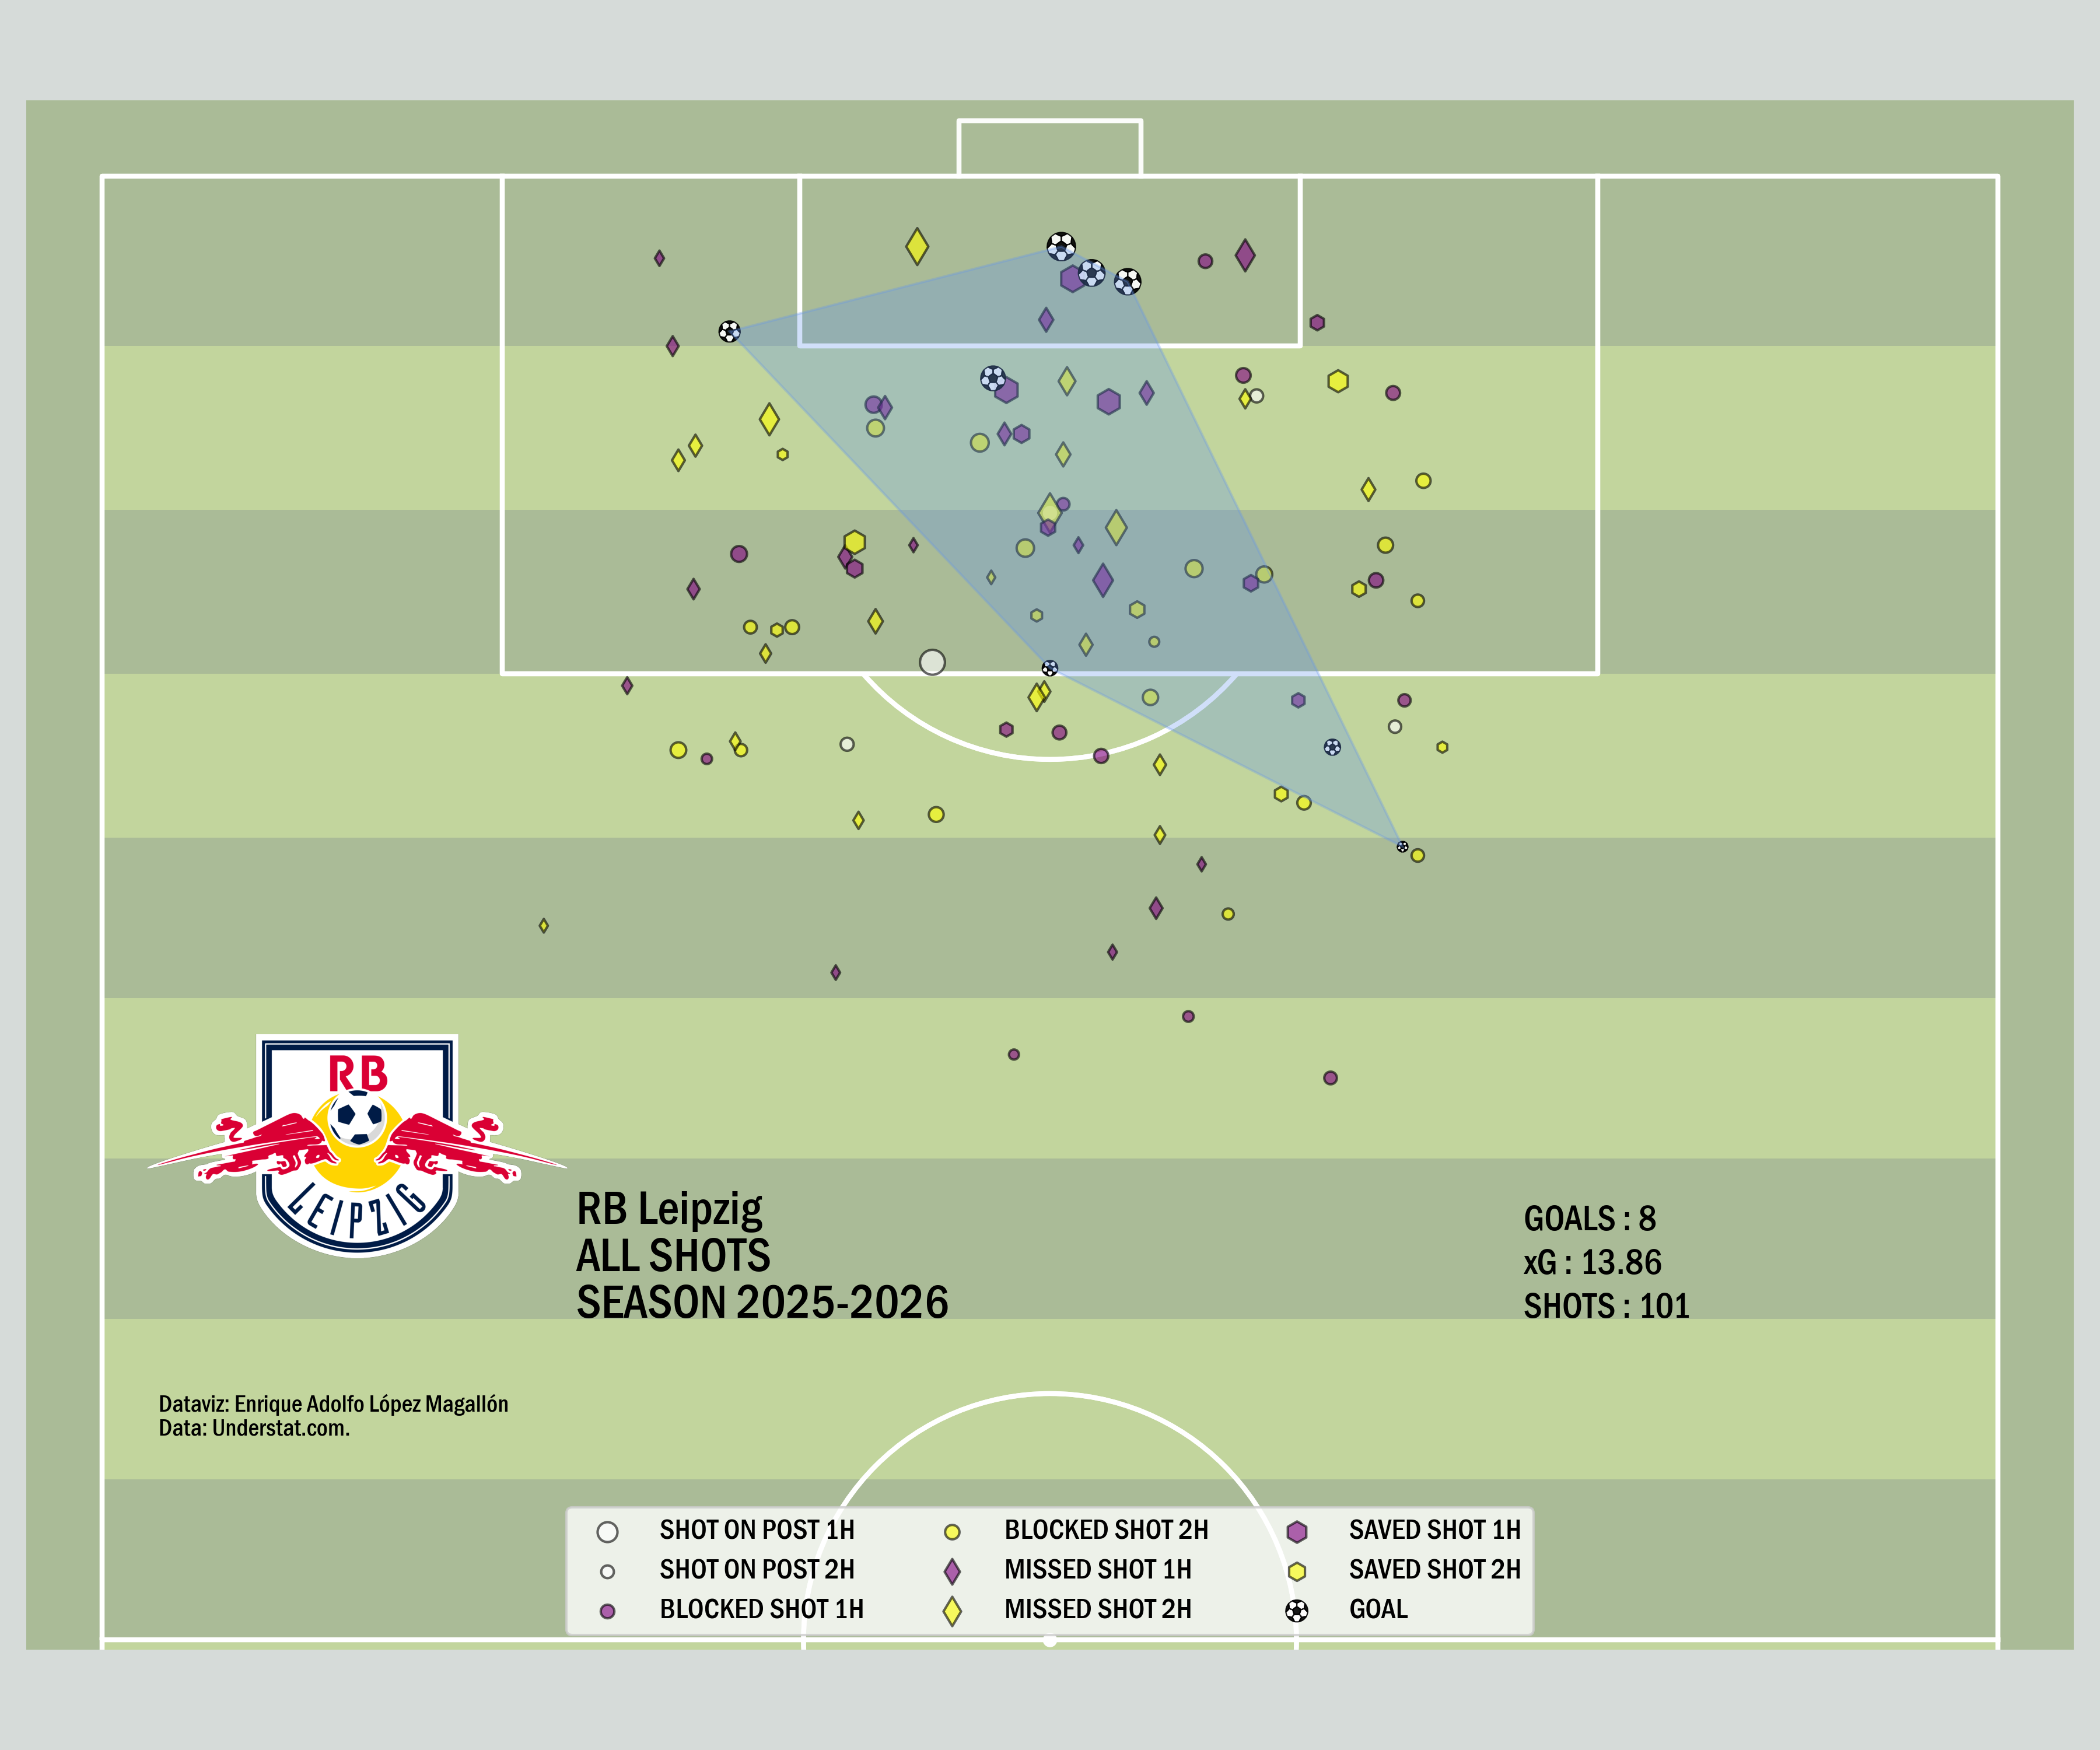 RB
LEIPZIG
RB Leipzig
ALL SHOTS
SEASON 2025-2026
GOALS : 8
xG : 13.86
SHOTS : 101
Dataviz: Enrique Adolfo López Magallón
Data: Understat.com.
SHOT ON POST 1H
SHOT ON POST 2H
BLOCKED SHOT 1H
BLOCKED SHOT 2H
MISSED SHOT 1H
MISSED SHOT 2H
SAVED SHOT 1H
SAVED SHOT 2H
GOAL